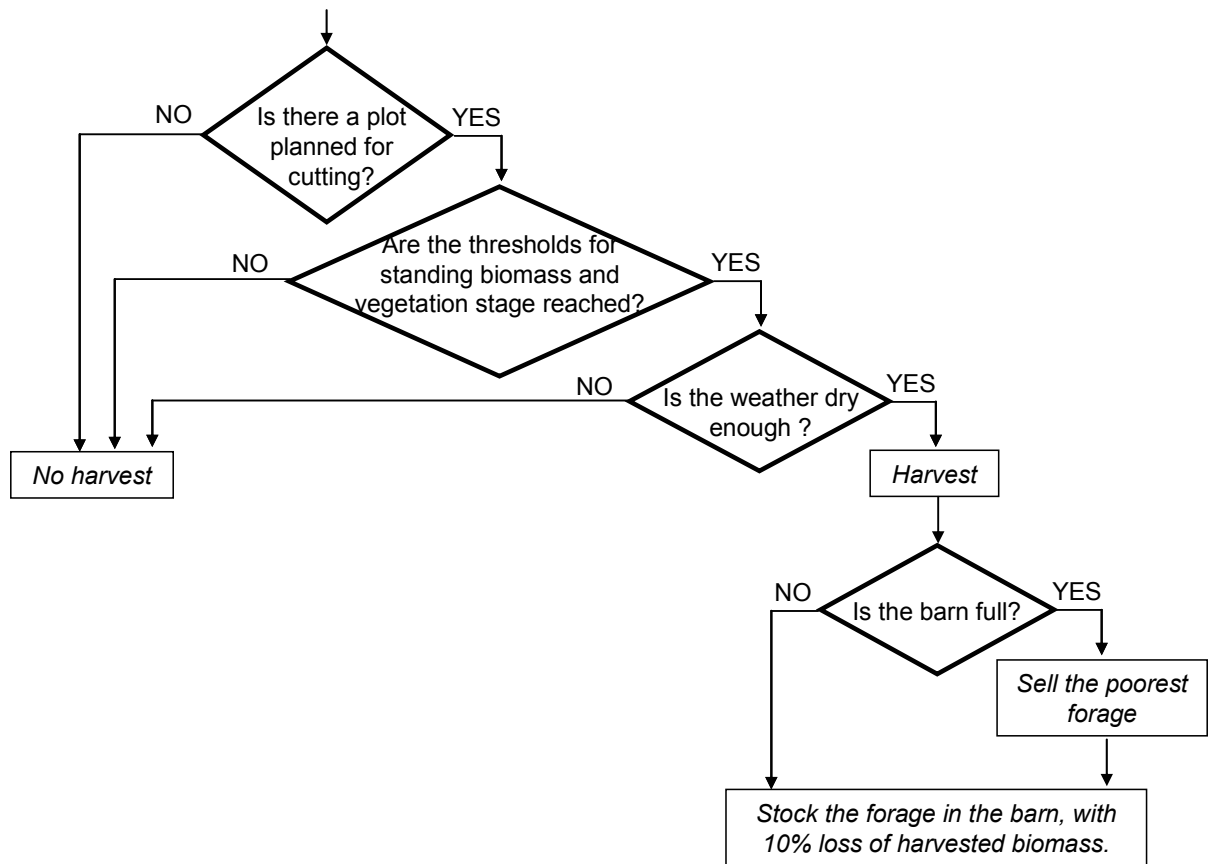 NO
YES
Is there a plot
planned for
cutting?
NO
YES
Are the thresholds for
standing biomass and
vegetation stage reached?
NO
YES
Is the weather dry
enough ?
No harvest
Harvest
NO
YES
Is the barn full?
Sell the poorest
forage
Stock the forage in the barn, with
10% loss of harvested biomass.